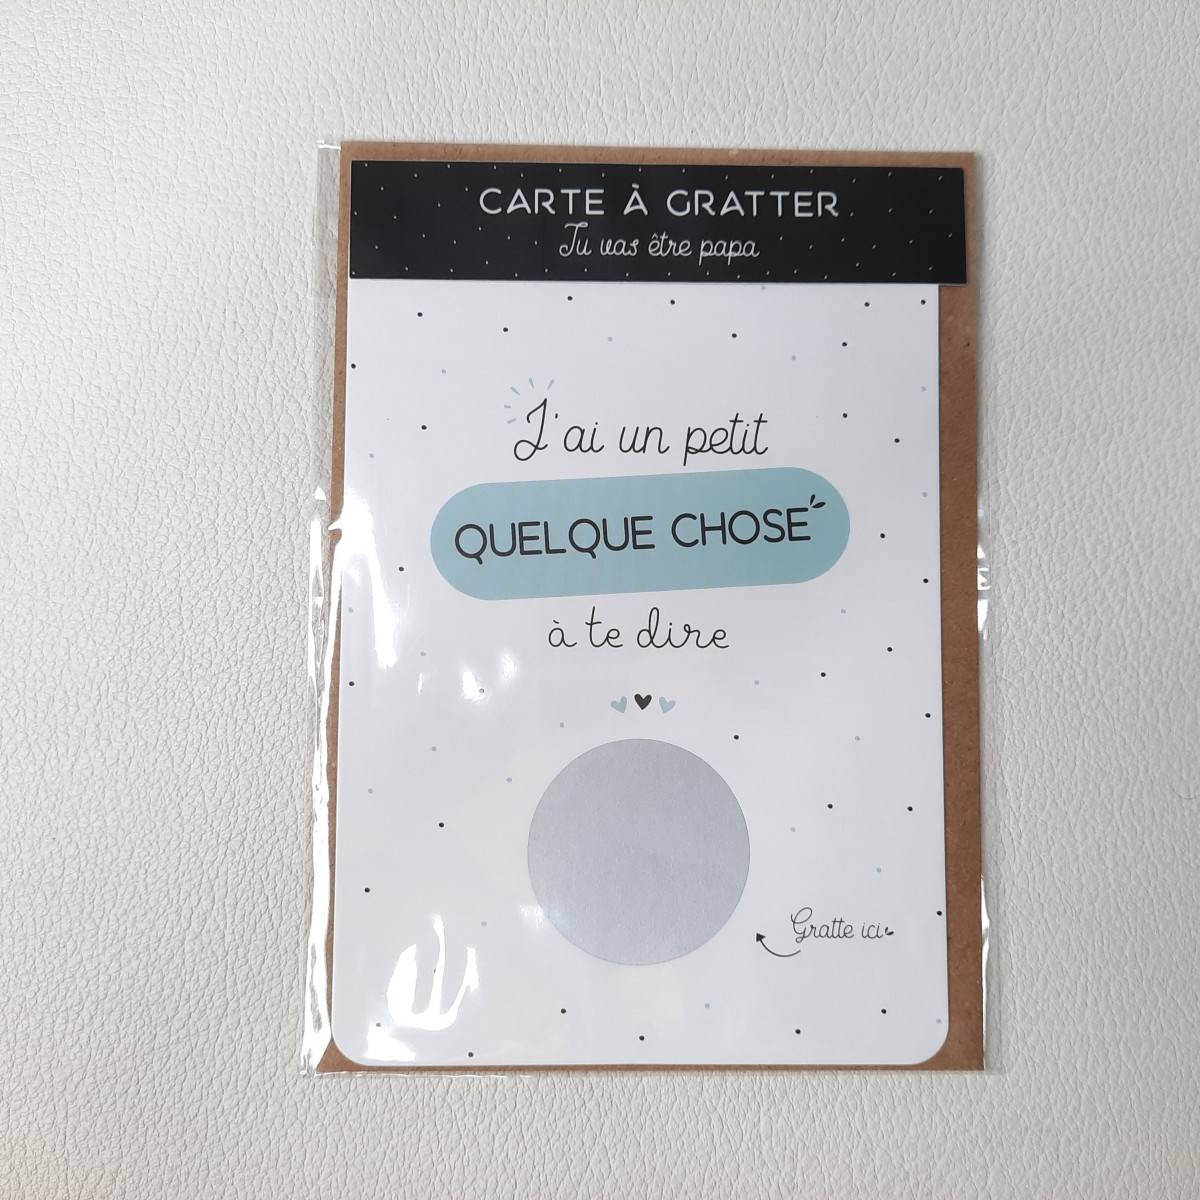 CARTE À GRATTER
Tu vas être papa
J'ai un petit
QUELQUE CHOSE
à te dire
Gratte ici